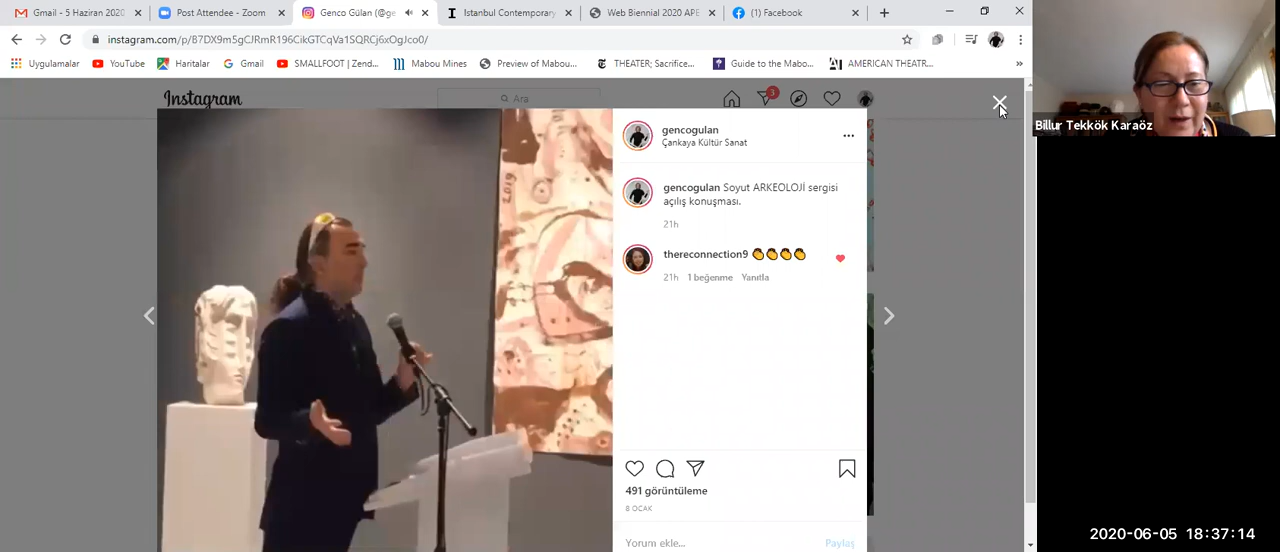 Gmail - 5 Haziran 2020
Post Attendee - Zoom
Genco Gülan (@ge
Istanbul Contemporary
Web Biennial 2020 APE
(1) Facebook
instagram.com/p/B7DX9m5gCJRmR196CikGTCqVa1SQRCj6xOgJco0/
Uygulamalar
YouTube
Haritalar
Gmail
SMALLFOOT | Zend...
Mabou Mines
Preview of Mabou...
THEATER; Sacrifice...
Guide to the Mabo...
AMERICAN THEATR...
»
Instagram
Ara
3
gencogulan
Çankaya Kültür Sanat
gencogulan Soyut ARKEOLOJİ sergisi
açılış konuşması.
21h
thereconnection9 👏👏👏👏
21h 1 beğenme Yanıtla
491 görüntüleme
8 OCAK
Yorum ekle...
Paylaş
2019
Billur Tekkök Karaöz
2020-06-05 18:37:14